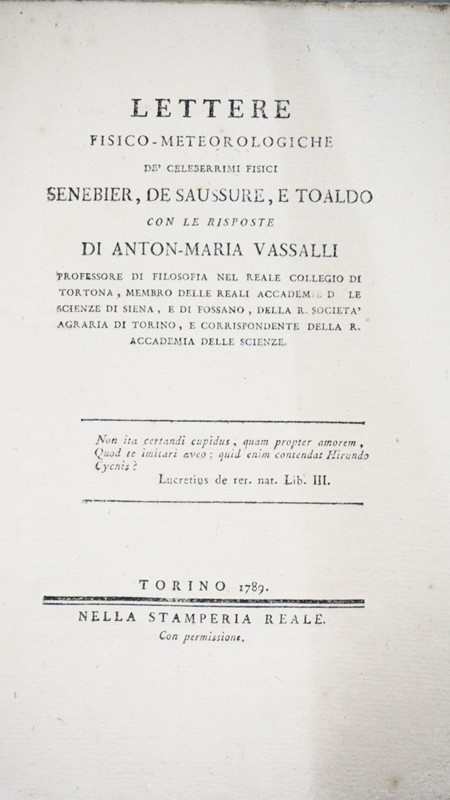 LETTERE
FISICO-METEOROLOGICHE
DE' CELEBERRIMI FISICI
SENEBIER, DE SAUSSURE, E TOALDO
CON LE RISPOSTE
DI ANTON-MARIA VASSALLI
PROFESSORE DI FILOSOFIA NEL REALE COLLEGIO DI
TORTONA, MEMBRO DELLE REALI ACCADEMIE D LE
SCIENZE DI SIENA, E DI FOSSANO, DELLA R. SOCIETA'
AGRARIA DI TORINO, E CORRISPONDENTE DELLA R.
ACCADEMIA DELLE SCIENZE.
Non ita certandi cupidus, quam propter amorem,
Quod te imitari aveo; quid enim contendat Hirundo
Cycnis?
Lucretius de rer. nat. Lib. III.
TORINO 1789.
NELLA STAMPERIA REALE.
Con permissione.